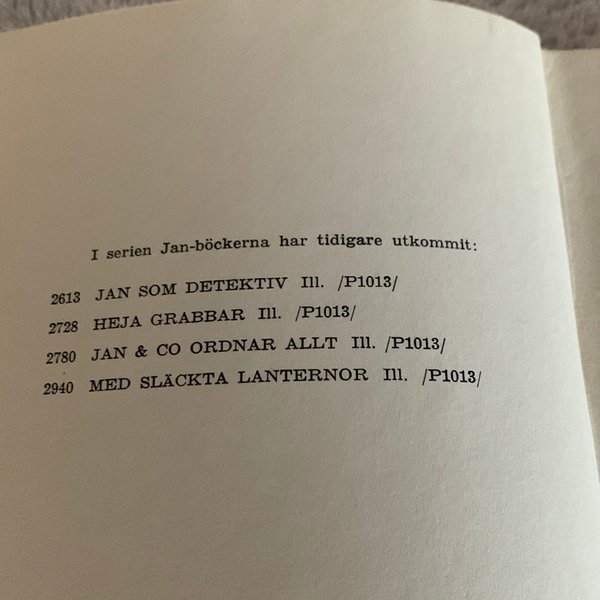 I serien Jan-böckerna har tidigare utkommit:
2613 JAN SOM DETEKTIV Ill. /P1013/
2728 HEJA GRABBAR Ill. /P1013/
2780 JAN & CO ORDNAR ALLT Ill. /P1013/
2940 MED SLÄCKTA LANTERNOR Ill. /P1013/